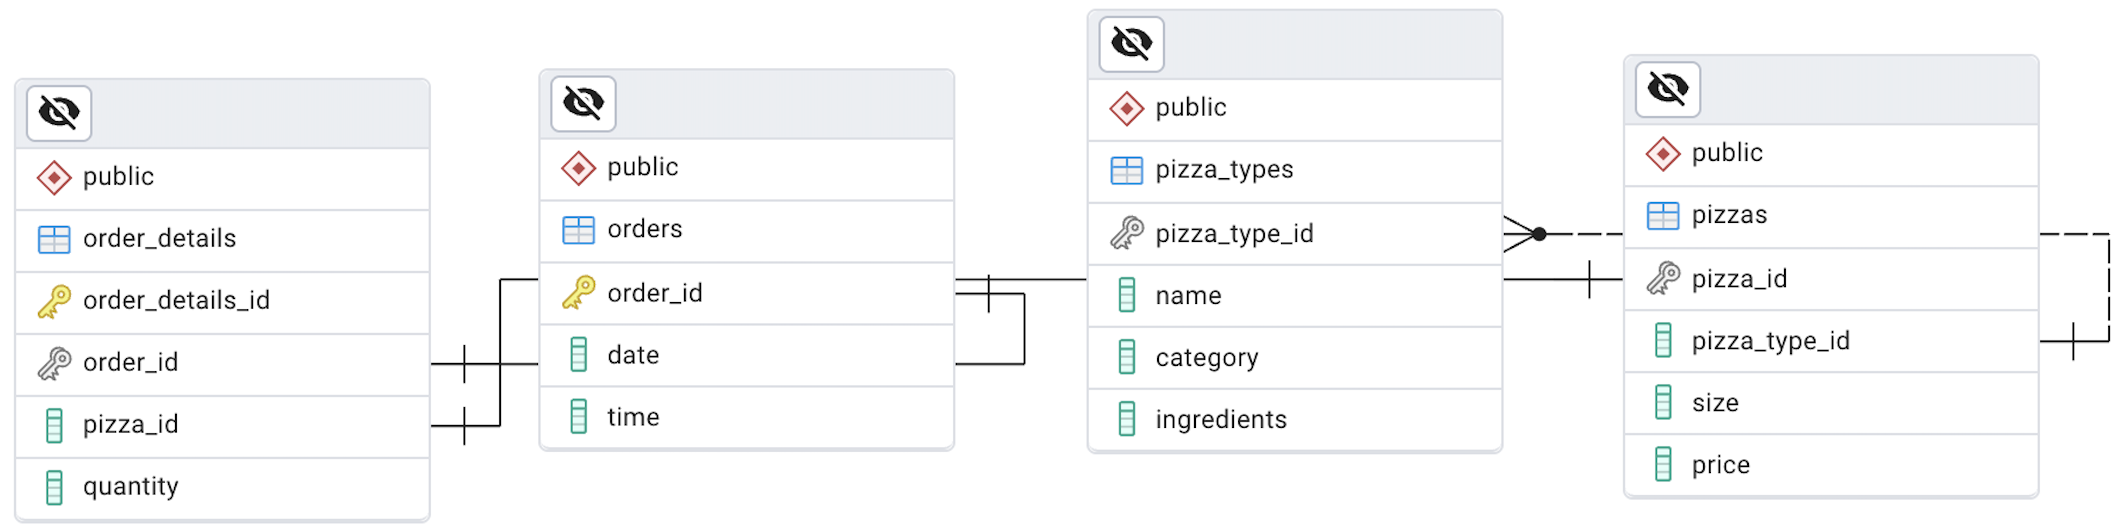 public
order_details
order_details_id
order_id
pizza_id
quantity
public
orders
order_id
date
time
public
pizza_types
pizza_type_id
name
category
ingredients
public
pizzas
pizza_id
pizza_type_id
size
price